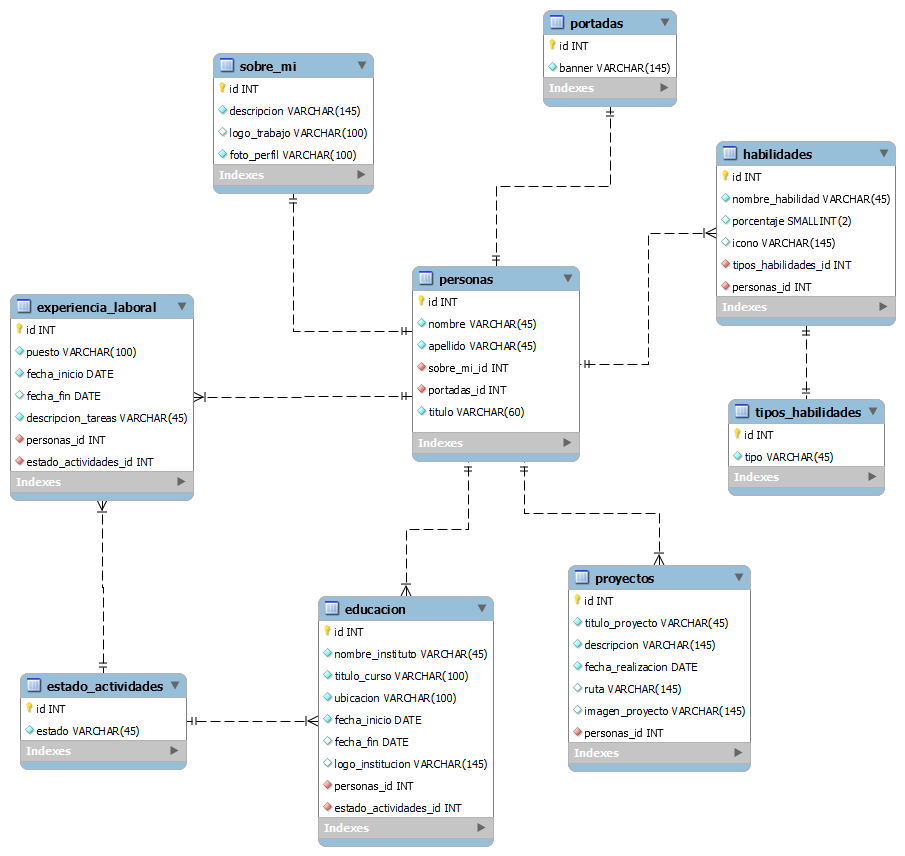 portadas
id INT
banner VARCHAR(145)
Indexes
sobre_mi
id INT
descripcion VARCHAR(145)
logo_trabajo VARCHAR(100)
foto_perfil VARCHAR(100)
Indexes
habilidades
id INT
nombre_habilidad VARCHAR(45)
porcentaje SMALLINT(2)
icono VARCHAR(145)
tipos_habilidades_id INT
personas_id INT
Indexes
personas
id INT
nombre VARCHAR(45)
apellido VARCHAR(45)
sobre_mi_id INT
portadas_id INT
titulo VARCHAR(60)
Indexes
experiencia_laboral
id INT
puesto VARCHAR(100)
fecha_inicio DATE
fecha_fin DATE
descripcion_tareas VARCHAR(45)
personas_id INT
estado_actividades_id INT
Indexes
tipos_habilidades
id INT
tipo VARCHAR(45)
Indexes
proyectos
id INT
titulo_proyecto VARCHAR(45)
descripcion VARCHAR(145)
fecha_realizacion DATE
ruta VARCHAR(145)
imagen_proyecto VARCHAR(145)
personas_id INT
Indexes
educacion
id INT
nombre_instituto VARCHAR(45)
titulo_curso VARCHAR(100)
ubicacion VARCHAR(100)
fecha_inicio DATE
fecha_fin DATE
logo_institucion VARCHAR(145)
personas_id INT
estado_actividades_id INT
Indexes
estado_actividades
id INT
estado VARCHAR(45)
Indexes